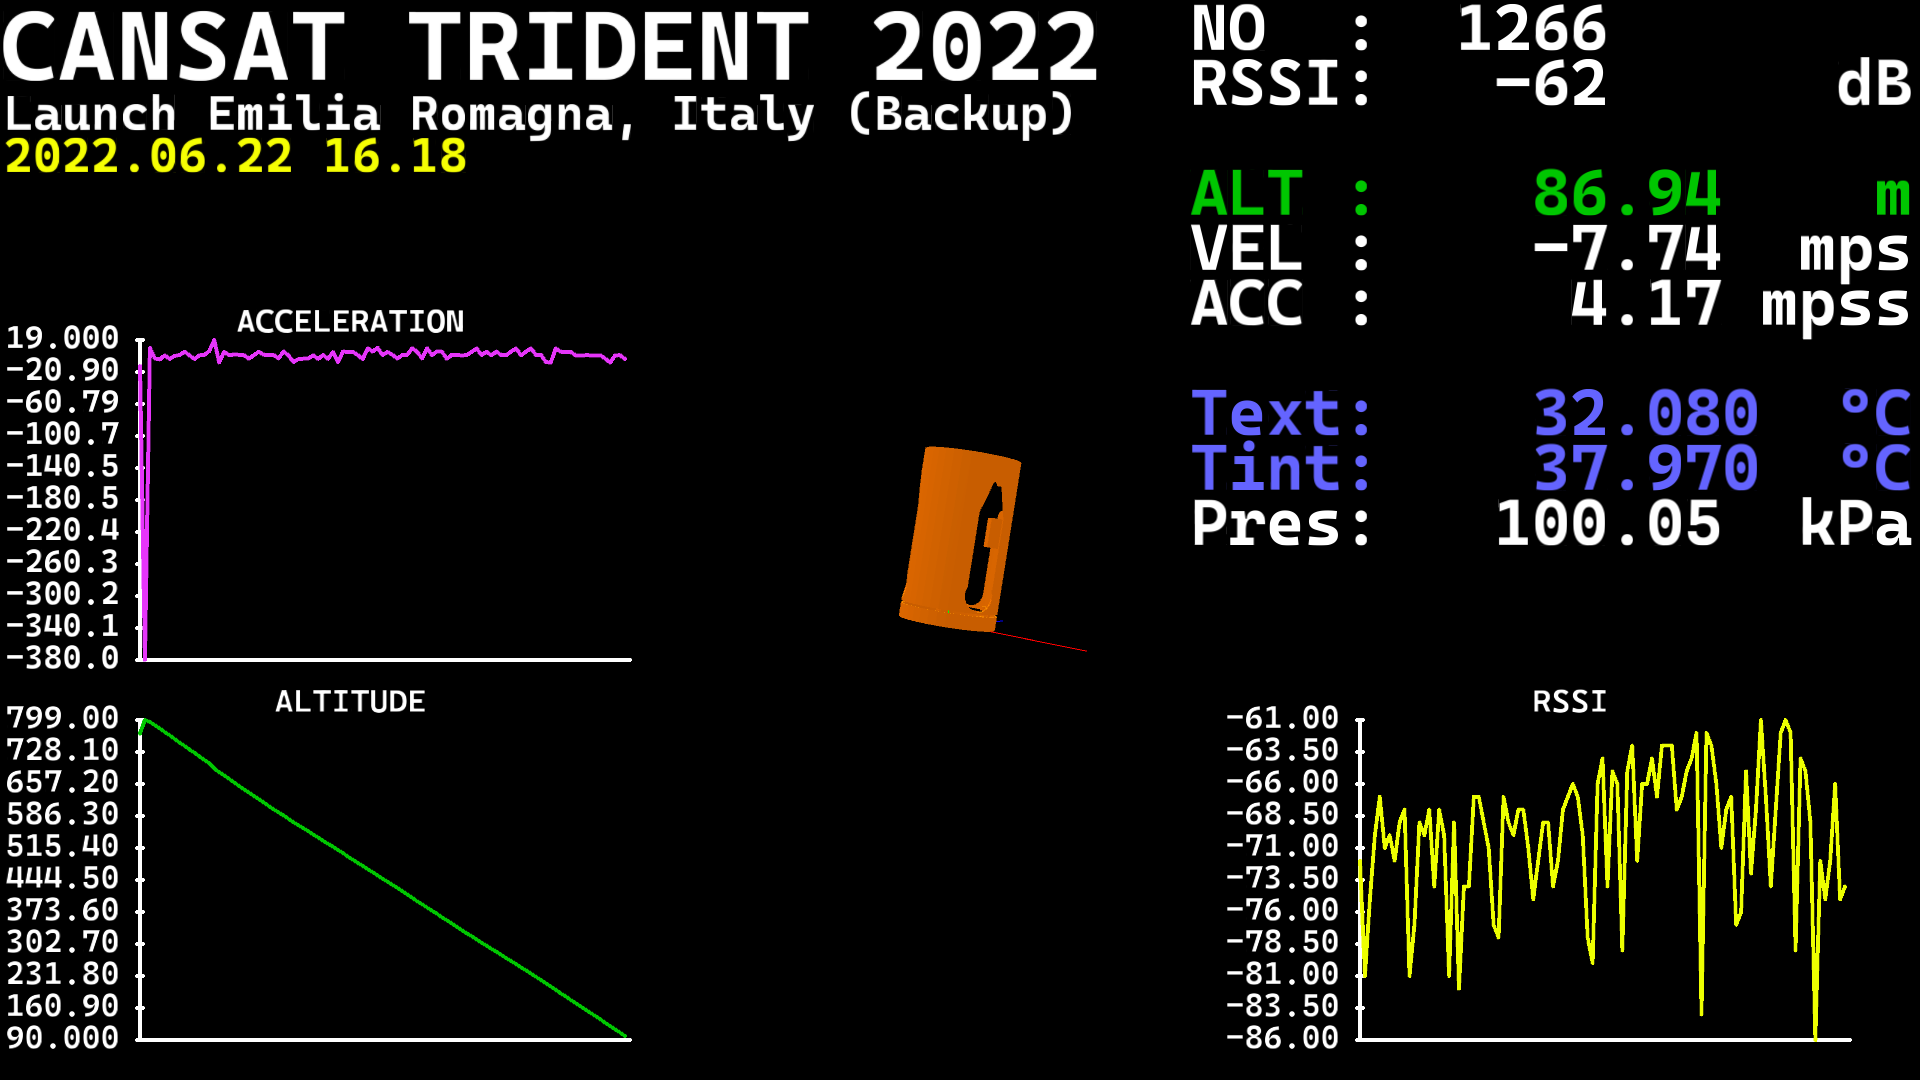 CANSAT TRIDENT 2022
Launch Emilia Romagna, Italy (Backup)
2022.06.22 16.18
NO : 1266
RSSI: −62 dB
ALT : 86.94 m
VEL : −7.74 mps
ACC : 4.17 mpss
Text: 32.080 °C
Tint: 37.970 °C
Pres: 100.05 kPa
ACCELERATION
19.000
−20.90
−60.79
−100.7
−140.5
−180.5
−220.4
−260.3
−300.2
−340.1
−380.0
ALTITUDE
799.00
728.10
657.20
586.30
515.40
444.50
373.60
302.70
231.80
160.90
90.000
RSSI
−61.00
−63.50
−66.00
−68.50
−71.00
−73.50
−76.00
−78.50
−81.00
−83.50
−86.00